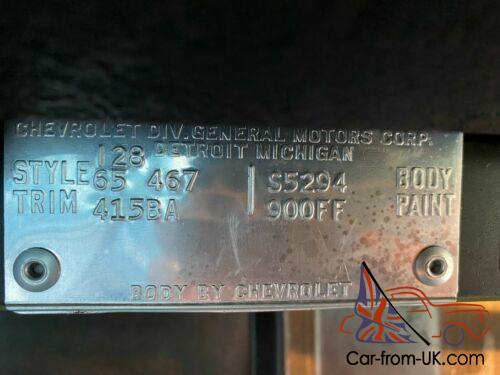 CHEVROLET DIV. GENERAL MOTORS CORP.
128 DETROIT MICHIGAN
STYLE 65 467 S5294 BODY
TRIM 415BA 900FF PAINT
BODY BY CHEVROLET
Car-from-UK.com